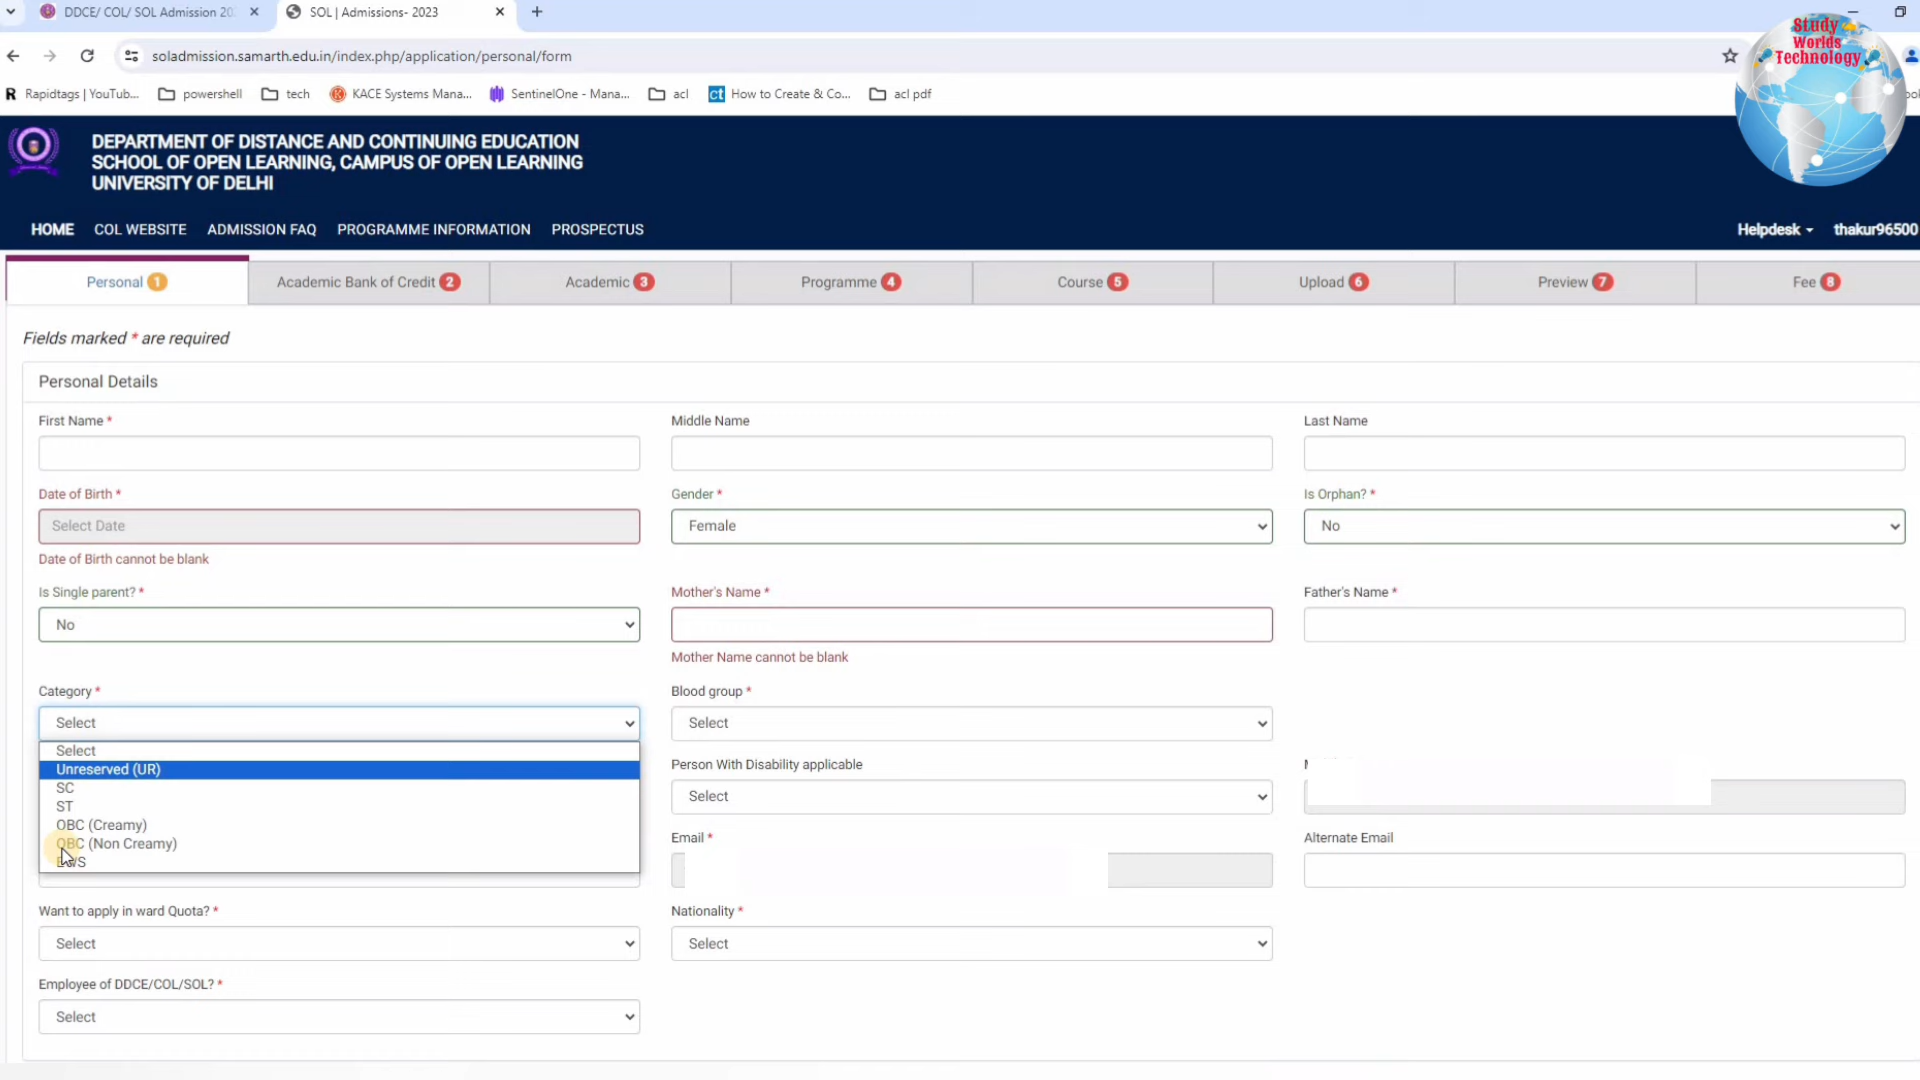 DDCE/ COL/ SOL Admission 20
SOL | Admissions- 2023
soladmission.samarth.edu.in/index.php/application/personal/form
Study
Worlds
Technology
R Rapidtags | YouTub...
powershell
tech
KACE Systems Mana...
SentinelOne - Mana...
acl
ct How to Create & Co...
acl pdf
DEPARTMENT OF DISTANCE AND CONTINUING EDUCATION
SCHOOL OF OPEN LEARNING, CAMPUS OF OPEN LEARNING
UNIVERSITY OF DELHI
HOME COL WEBSITE ADMISSION FAQ PROGRAMME INFORMATION PROSPECTUS
Helpdesk thakur96500
Personal 1
Academic Bank of Credit 2
Academic 3
Programme 4
Course 5
Upload 6
Preview 7
Fee 8
Fields marked * are required
Personal Details
First Name *
Middle Name
Last Name
Date of Birth *
Gender *
Is Orphan? *
Select Date
Female
No
Date of Birth cannot be blank
Is Single parent? *
Mother's Name *
Father's Name *
No
Mother Name cannot be blank
Category *
Blood group *
Select
Select
Select
Unreserved (UR)
SC
ST
OBC (Creamy)
OBC (Non Creamy)
EWS
Person With Disability applicable
Select
Email *
Alternate Email
Want to apply in ward Quota? *
Nationality *
Select
Select
Employee of DDCE/COL/SOL? *
Select